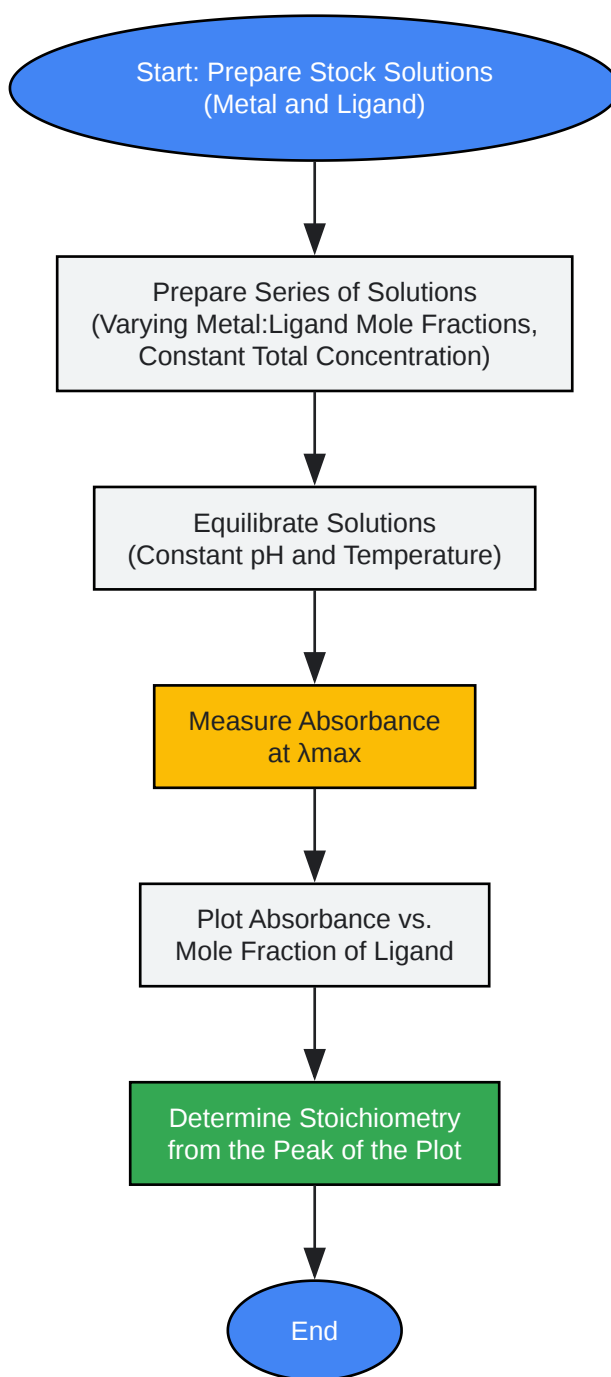 Start: Prepare Stock Solutions
(Metal and Ligand)
Prepare Series of Solutions
(Varying Metal:Ligand Mole Fractions,
Constant Total Concentration)
Equilibrate Solutions
(Constant pH and Temperature)
Measure Absorbance
at λmax
Plot Absorbance vs.
Mole Fraction of Ligand
Determine Stoichiometry
from the Peak of the Plot
End